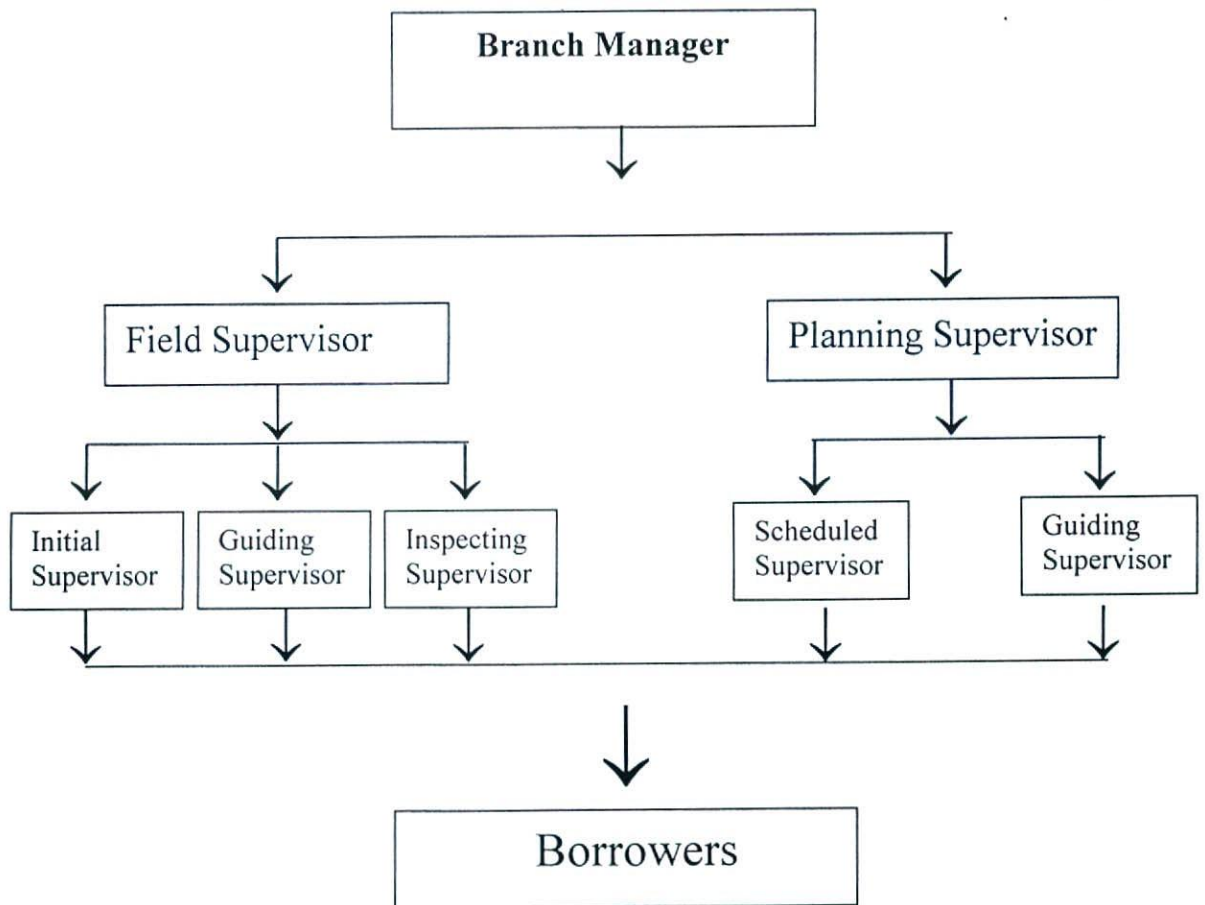 Branch Manager
Field Supervisor
Planning Supervisor
Initial
Supervisor
Guiding
Supervisor
Inspecting
Supervisor
Scheduled
Supervisor
Guiding
Supervisor
Borrowers